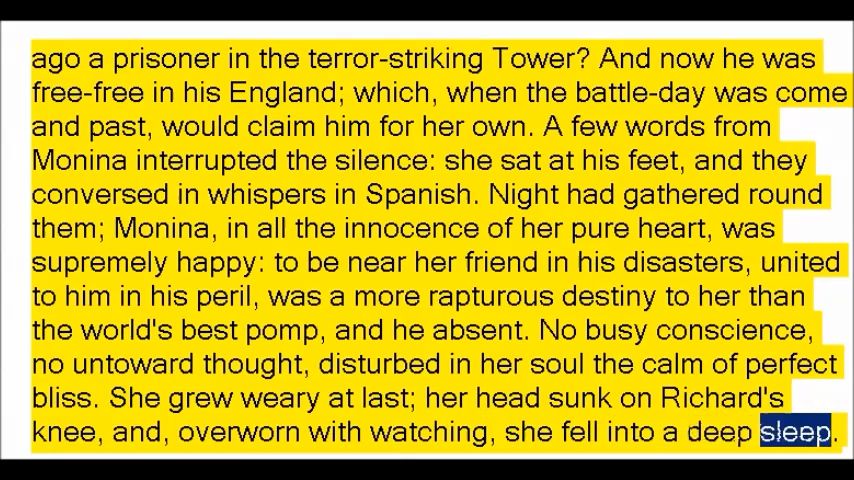 ago a prisoner in the terror-striking Tower? And now he was
free-free in his England; which, when the battle-day was come
and past, would claim him for her own. A few words from
Monina interrupted the silence: she sat at his feet, and they
conversed in whispers in Spanish. Night had gathered round
them; Monina, in all the innocence of her pure heart, was
supremely happy: to be near her friend in his disasters, united
to him in his peril, was a more rapturous destiny to her than
the world's best pomp, and he absent. No busy conscience,
no untoward thought, disturbed in her soul the calm of perfect
bliss. She grew weary at last; her head sunk on Richard's
knee, and, overworn with watching, she fell into a deep sleep.